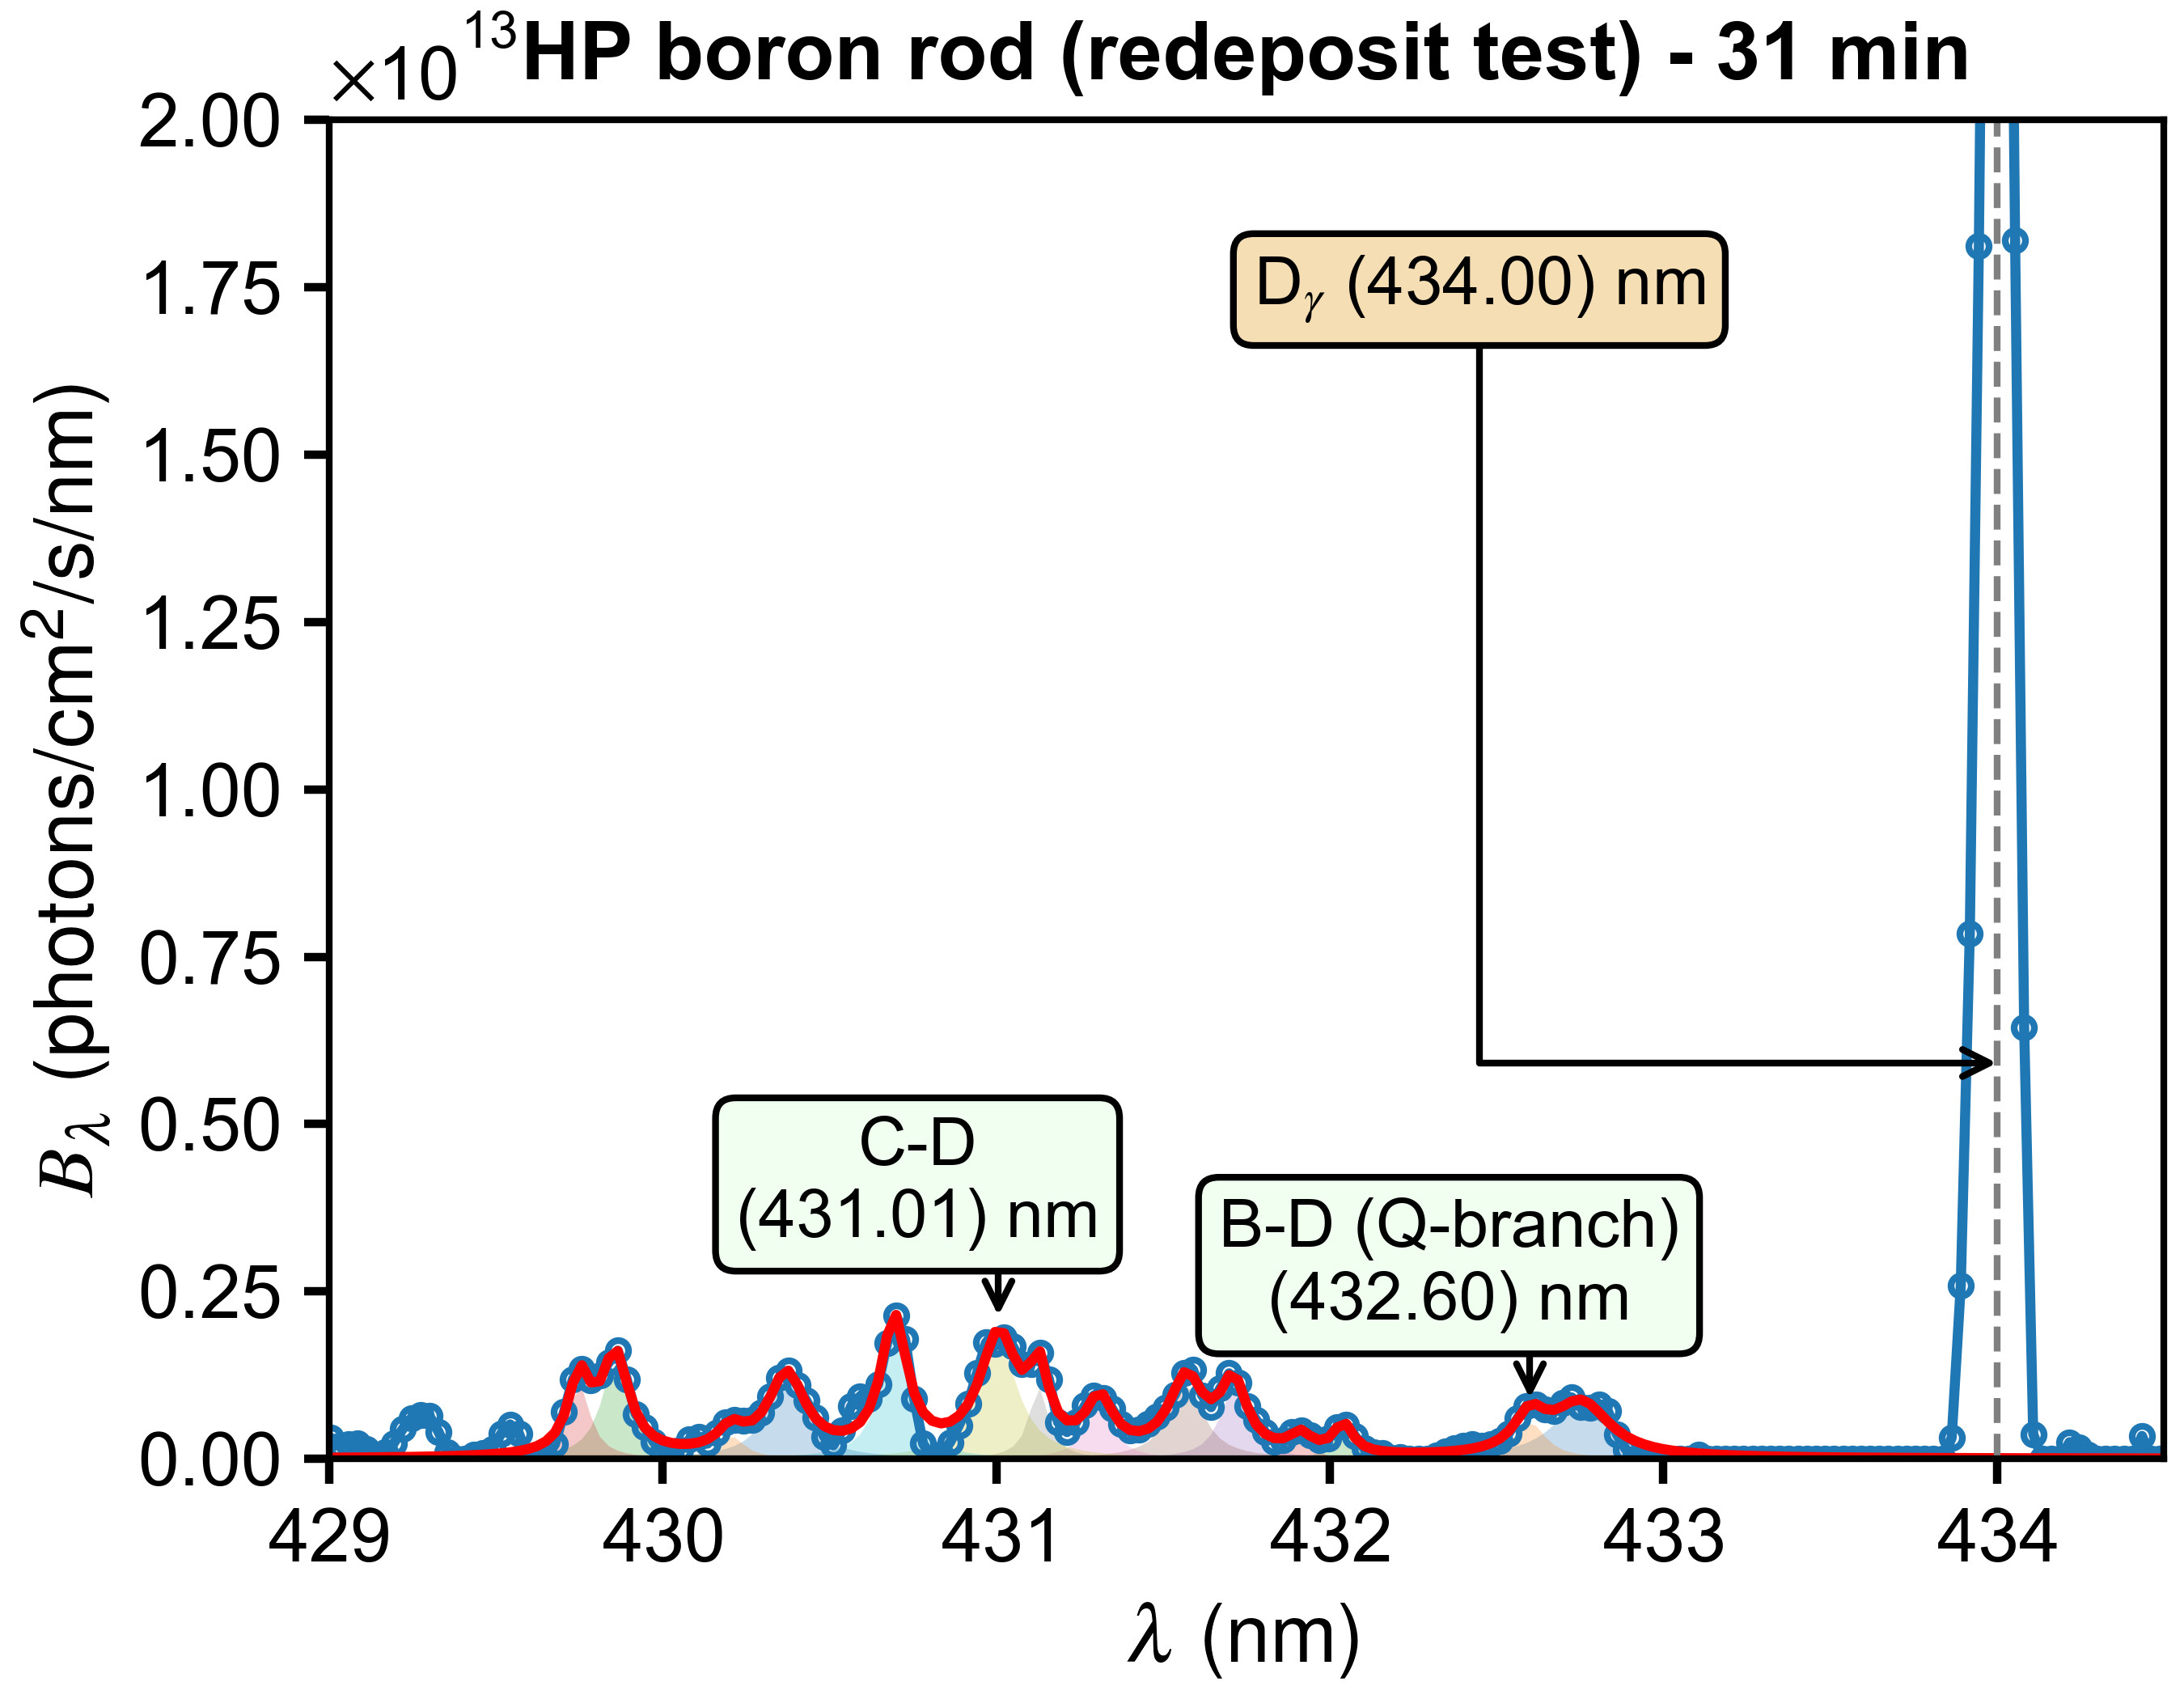 ×10¹³ HP boron rod (redeposit test) - 31 min
2.00
1.75
1.50
1.25
1.00
0.75
0.50
0.25
0.00
B_λ (photons/cm²/s/nm)
D_γ (434.00) nm
C-D
(431.01) nm
B-D (Q-branch)
(432.60) nm
429 430 431 432 433 434
λ (nm)